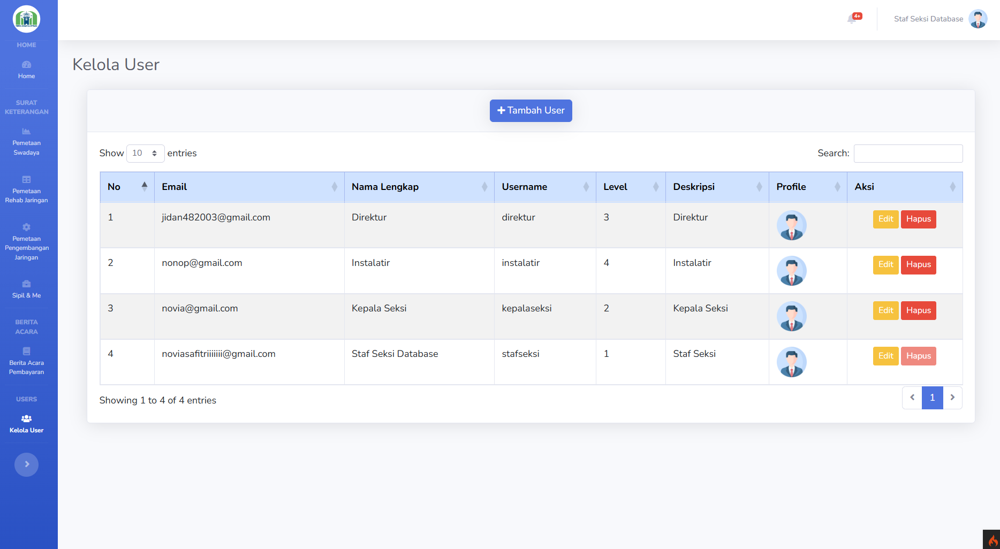 4+
Staf Seksi Database
HOME
Home
SURAT
KETERANGAN
Pemetaan
Swadaya
Pemetaan
Rehab Jaringan
Pemetaan
Pengembangan
Jaringan
Sipil & Me
BERITA
ACARA
Berita Acara
Pembayaran
USERS
Kelola User
Kelola User
Tambah User
Show 10 entries
Search:
No Email Nama Lengkap Username Level Deskripsi Profile Aksi
1 jidan482003@gmail.com Direktur direktur 3 Direktur Edit Hapus
2 nonop@gmail.com Instalatir instalatir 4 Instalatir Edit Hapus
3 novia@gmail.com Kepala Seksi kepalaseksi 2 Kepala Seksi Edit Hapus
4 noviasafitriiiiiii@gmail.com Staf Seksi Database stafseksi 1 Staf Seksi Edit Hapus
Showing 1 to 4 of 4 entries
1